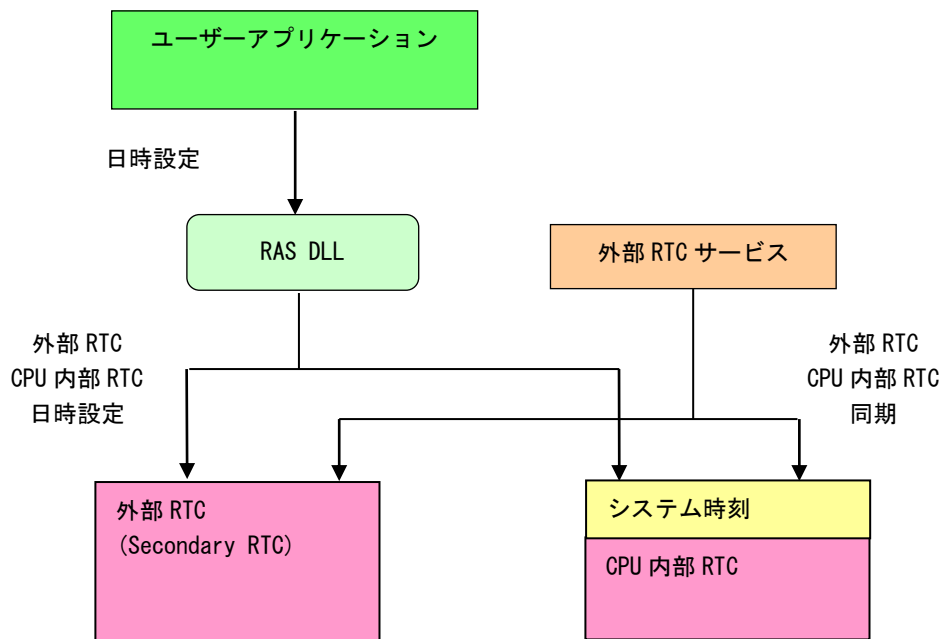 ユーザーアプリケーション
日時設定
RAS DLL
外部 RTC サービス
外部 RTC
CPU 内部 RTC
日時設定
外部 RTC
CPU 内部 RTC
同期
外部 RTC
(Secondary RTC)
システム時刻
CPU 内部 RTC